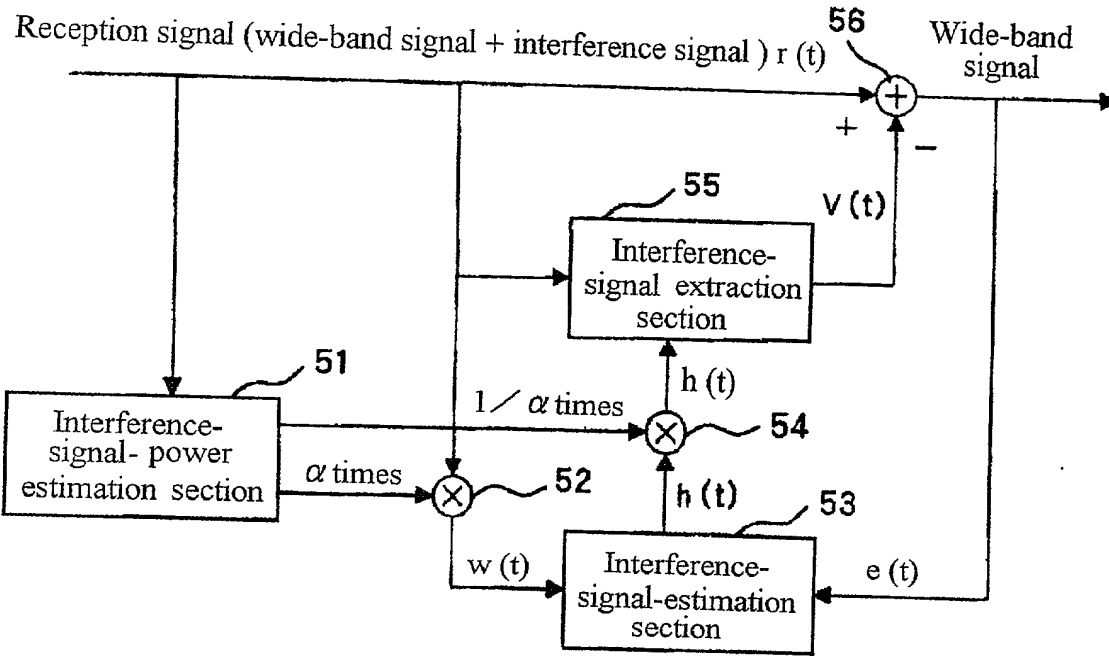 Reception signal (wide-band signal + interference signal ) r (t)
56
Wide-band
signal
+
+
−
55
V (t)
Interference-
signal extraction
section
51
h (t)
1／α times
×
54
Interference-
signal- power
estimation section
α times
×
52
h (t)
53
w (t)
Interference-
signal-estimation
section
e (t)